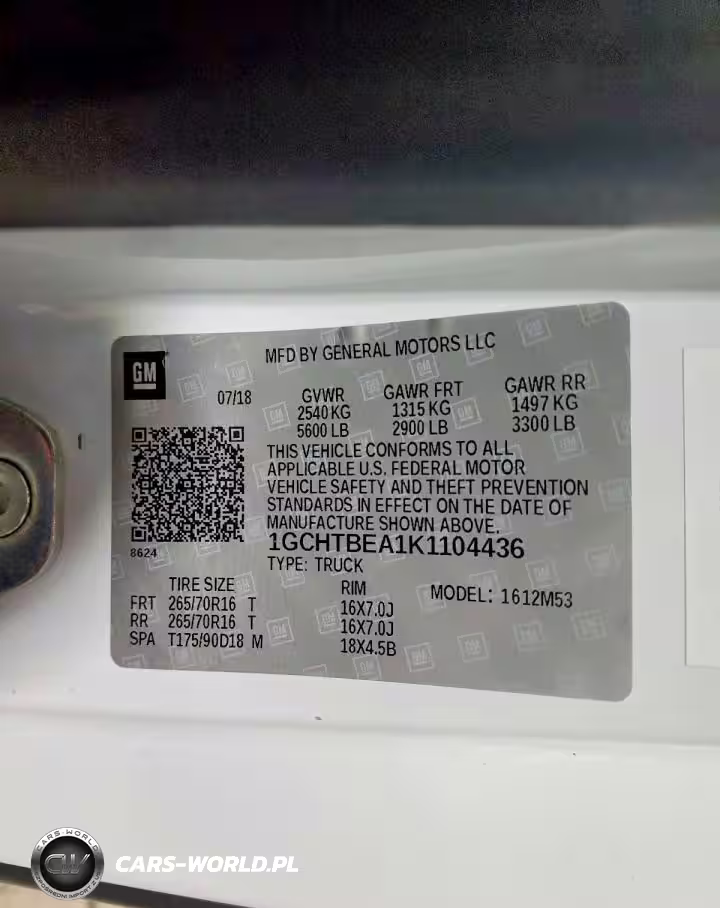 GM
MFD BY GENERAL MOTORS LLC
07/18
GVWR GAWR FRT GAWR RR
2540 KG 1315 KG 1497 KG
5600 LB 2900 LB 3300 LB
THIS VEHICLE CONFORMS TO ALL
APPLICABLE U.S. FEDERAL MOTOR
VEHICLE SAFETY AND THEFT PREVENTION
STANDARDS IN EFFECT ON THE DATE OF
MANUFACTURE SHOWN ABOVE.
8624
1GCHTBEA1K1104436
TYPE: TRUCK
TIRE SIZE RIM MODEL: 1612M53
FRT 265/70R16 T 16X7.0J
RR 265/70R16 T 16X7.0J
SPA T175/90D18 M 18X4.5B
CARS-WORLD
CW
CARS-WORLD.PL